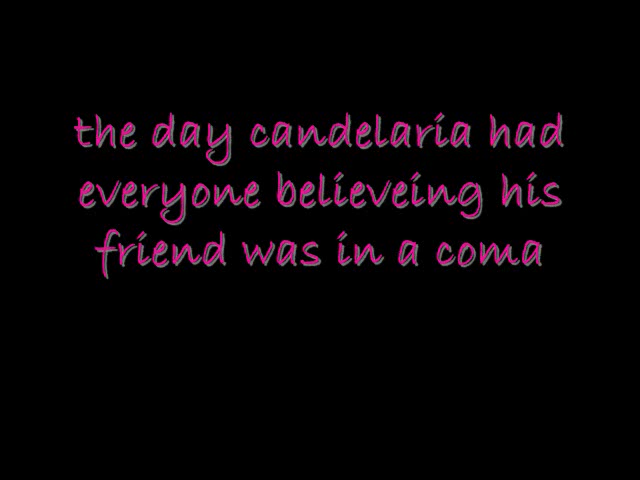 the day candelaria had
everyone believeing his
friend was in a coma